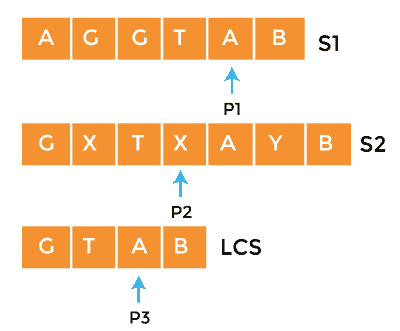 A G G T A B S1
P1
G X T X A Y B S2
P2
G T A B LCS
P3